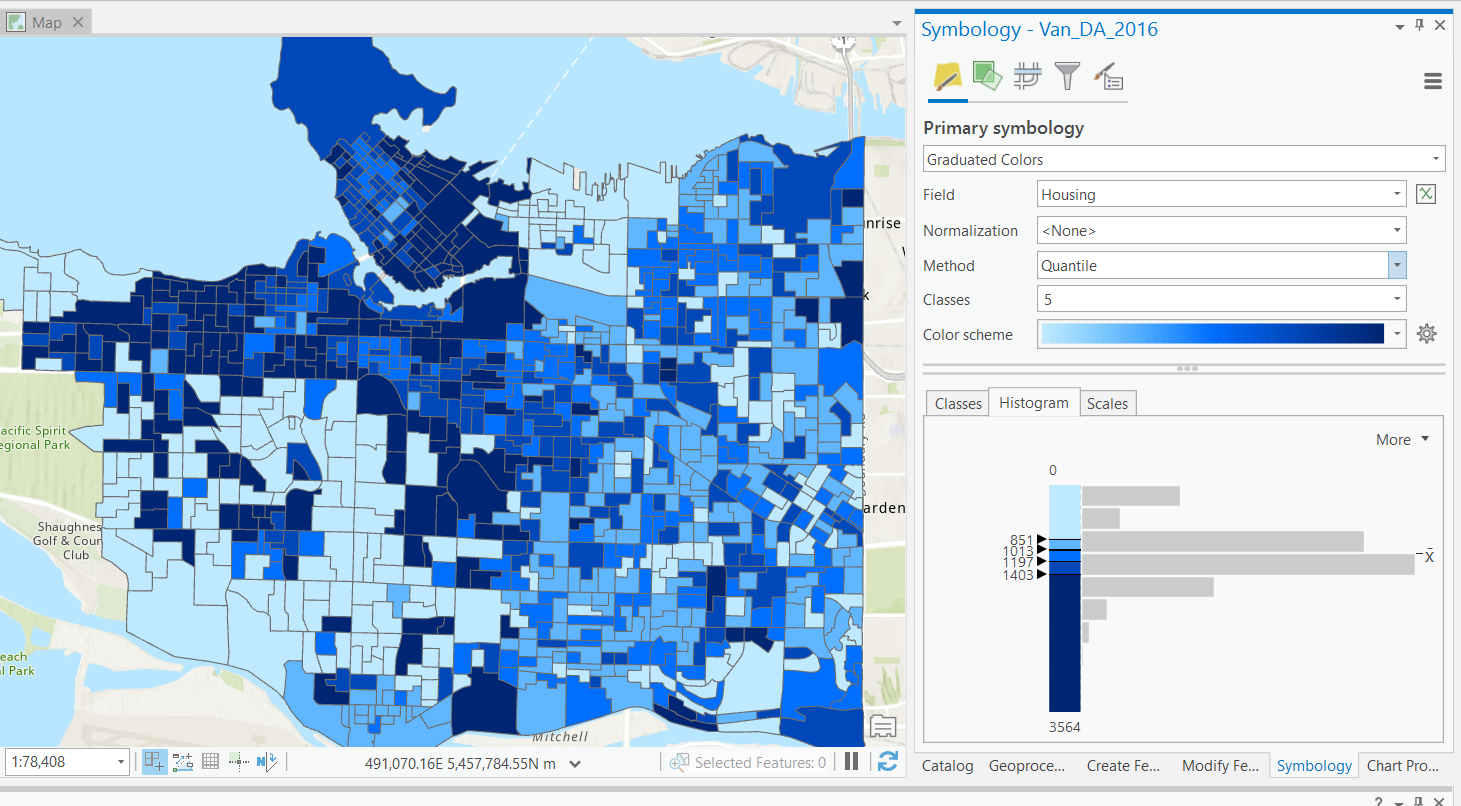 Map
Symbology - Van_DA_2016
Primary symbology
Graduated Colors
Field
Housing
Normalization
<None>
Method
Quantile
Classes
5
Color scheme
Classes
Histogram
Scales
More
0
851
1013
1197
1403
x̄
3564
1
nrise
k
arden
acific Spirit
egional Park
Shaughnes
Golf & Coun
Club
each
l Park
Mitchell
1:78,408
491,070.16E 5,457,784.55N m
Selected Features: 0
Catalog
Geoproce...
Create Fe...
Modify Fe...
Symbology
Chart Pro...
?